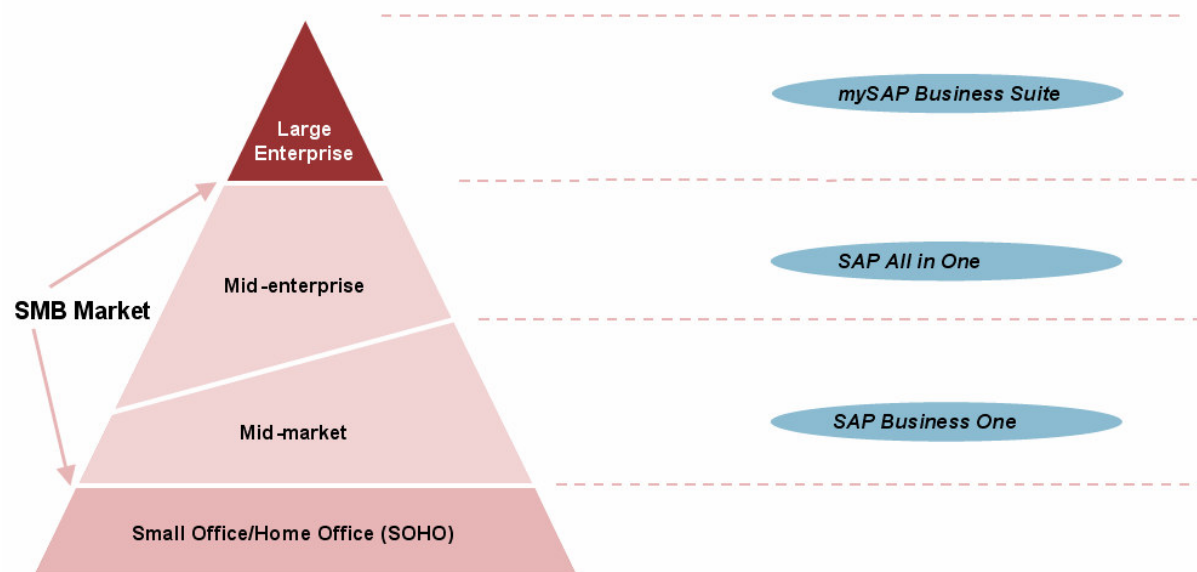 mySAP Business Suite
Large
Enterprise
SAP All in One
Mid-enterprise
SMB Market
SAP Business One
Mid-market
Small Office/Home Office (SOHO)